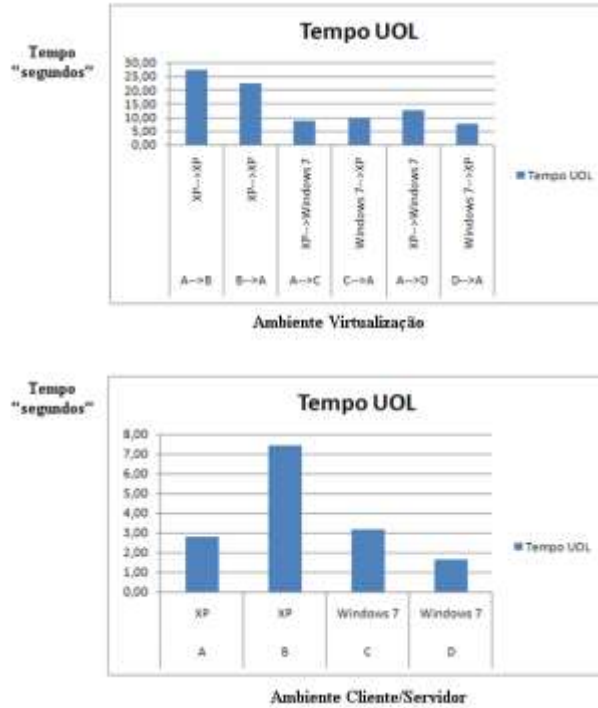 Tempo UOL
Tempo
"segundos"
30,00
25,00
20,00
15,00
10,00
5,00
0,00
XP-->XP
XP-->XP
XP-->Windows 7
Windows 7-->XP
XP-->Windows 7
Windows 7-->XP
A-->B
B-->A
A-->C
C-->A
A-->D
D-->A
Tempo UOL
Ambiente Virtualização
Tempo
"segundos"
Tempo UOL
8,00
7,00
6,00
5,00
4,00
3,00
2,00
1,00
0,00
XP
XP
Windows 7
Windows 7
A
B
C
D
Tempo UOL
Ambiente Cliente/Servidor